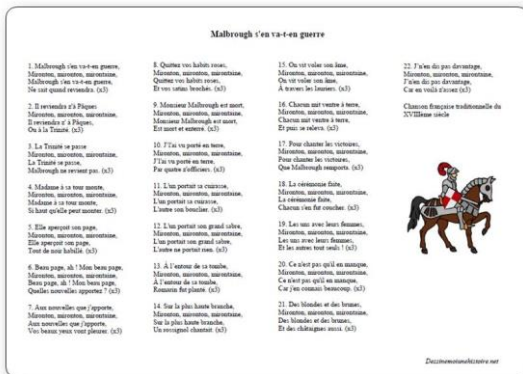 Malbrough s'en va-t-en guerre
1. Malbrough s'en va-t-en guerre,
Mironton, mironton, mirontaine,
Malbrough s'en va-t-en guerre,
Ne sait quand reviendra. (x3)
2. Il reviendra z'à Pâques
Mironton, mironton, mirontaine,
Il reviendra z'à Pâques,
Ou à la Trinité. (x3)
3. La Trinité se passe
Mironton, mironton, mirontaine,
La Trinité se passe,
Malbrough ne revient pas. (x3)
4. Madame à sa tour monte,
Mironton, mironton, mirontaine,
Madame à sa tour monte,
Si haut qu'elle peut monter. (x3)
5. Elle aperçoit son page,
Mironton, mironton, mirontaine,
Elle aperçoit son page,
Tout de noir habillé. (x3)
6. Beau page, ah ! Mon beau page,
Mironton, mironton, mirontaine,
Beau page, ah ! Mon beau page,
Quelles nouvelles apportez ? (x3)
7. Aux nouvelles que j'apporte,
Mironton, mironton, mirontaine,
Aux nouvelles que j'apporte,
Vos beaux yeux vont pleurer. (x3)
8. Quittez vos habits roses,
Mironton, mironton, mirontaine,
Quittez vos habits roses,
Et vos satins brochés. (x3)
9. Monsieur Malbrough est mort,
Mironton, mironton, mirontaine,
Monsieur Malbrough est mort,
Est mort et enterré. (x3)
10. J'l'ai vu porté en terre,
Mironton, mironton, mirontaine,
J'l'ai vu porté en terre,
Par quatre z'officiers. (x3)
11. L'un portait sa cuirasse,
Mironton, mironton, mirontaine,
L'un portait sa cuirasse,
L'autre son bouclier. (x3)
12. L'un portait son grand sabre,
Mironton, mironton, mirontaine,
L'un portait son grand sabre,
L'autre ne portait rien. (x3)
13. À l'entour de sa tombe,
Mironton, mironton, mirontaine,
À l'entour de sa tombe,
Romarin fut planté. (x3)
14. Sur la plus haute branche,
Mironton, mironton, mirontaine,
Sur la plus haute branche,
Un rossignol chantait. (x3)
15. On vit voler son âme,
Mironton, mironton, mirontaine,
On vit voler son âme,
À travers les lauriers. (x3)
16. Chacun mit ventre à terre,
Mironton, mironton, mirontaine,
Chacun mit ventre à terre,
Et puis se releva. (x3)
17. Pour chanter les victoires,
Mironton, mironton, mirontaine,
Pour chanter les victoires,
Que Malbrough remporta. (x3)
18. La cérémonie faite,
Mironton, mironton, mirontaine,
La cérémonie faite,
Chacun s'en fut coucher. (x3)
19. Les uns avec leurs femmes,
Mironton, mironton, mirontaine,
Les uns avec leurs femmes,
Et les autres tout seuls ! (x3)
20. Ce n'est pas qu'il en manque,
Mironton, mironton, mirontaine,
Ce n'est pas qu'il en manque,
Car j'en connais beaucoup. (x3)
21. Des blondes et des brunes,
Mironton, mironton, mirontaine,
Des blondes et des brunes,
Et des châtaignes aussi. (x3)
22. J'n'en dis pas davantage,
Mironton, mironton, mirontaine,
J'n'en dis pas davantage,
Car en voilà z'assez (x3)
Chanson française traditionnelle du
XVIIIème siècle
Dessinemoiunehistoire.net